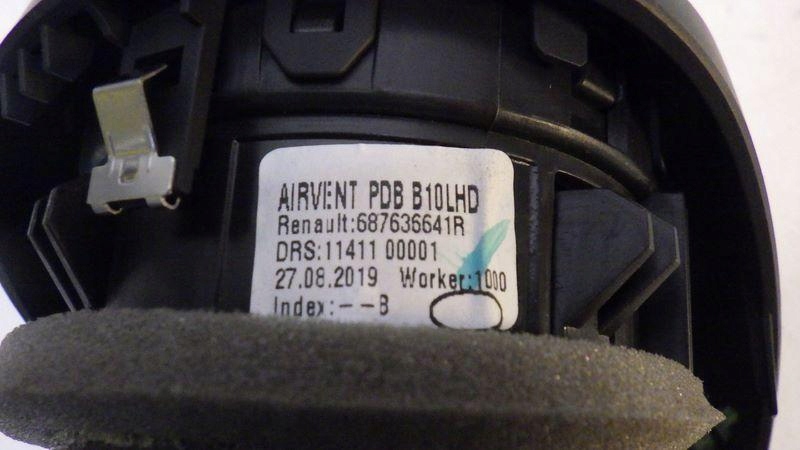 AIRVENT PDB B10LHD
Renault:687636641R
DRS:11411 00001
27.08.2019 Worker:1000
Index:--B